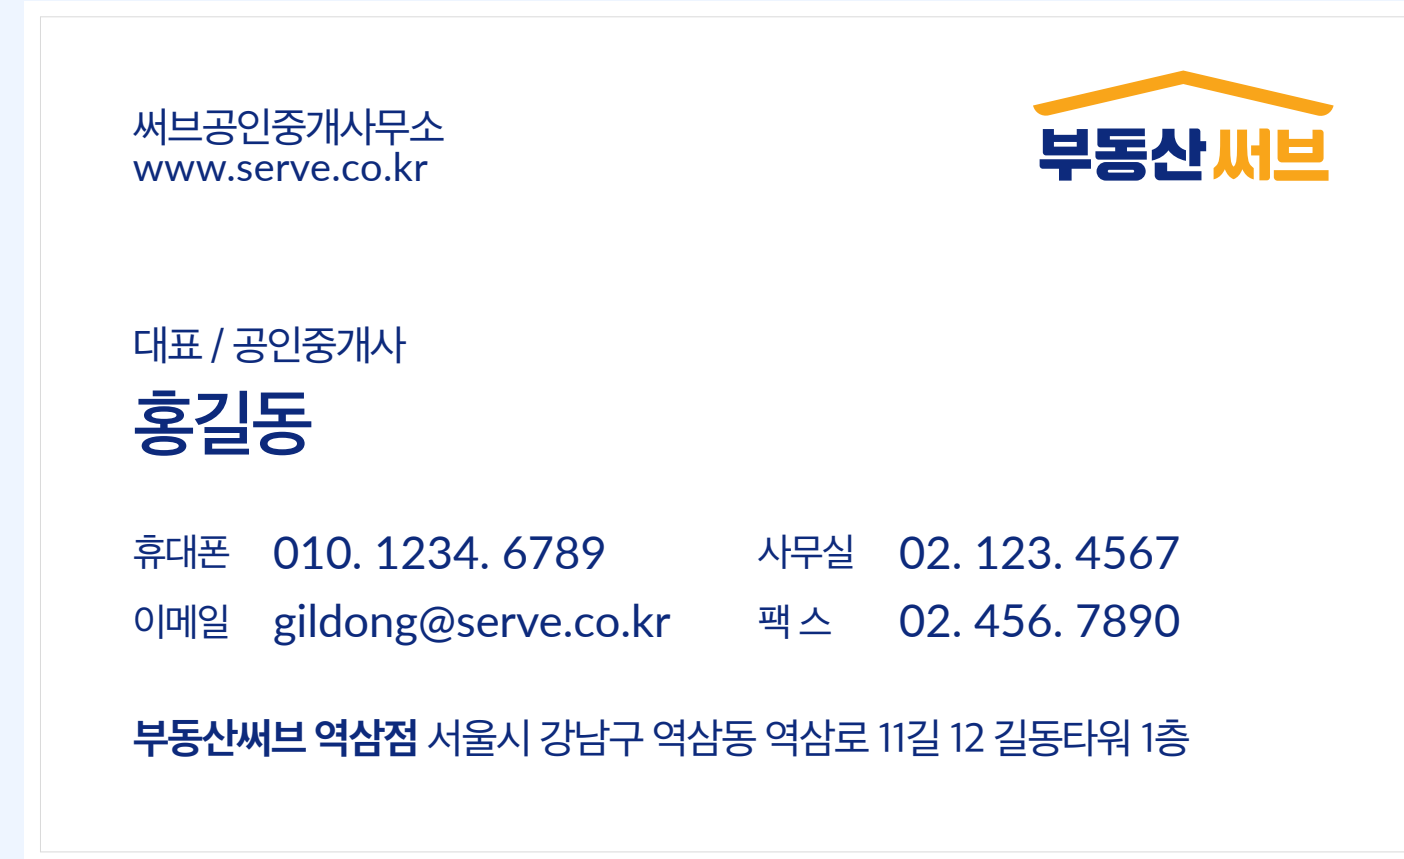 써브공인중개사무소
www.serve.co.kr
부동산써브
대표 / 공인중개사
홍길동
휴대폰 010. 1234. 6789 사무실 02. 123. 4567
이메일 gildong@serve.co.kr 팩 스 02. 456. 7890
부동산써브 역삼점 서울시 강남구 역삼동 역삼로 11길 12 길동타워 1층